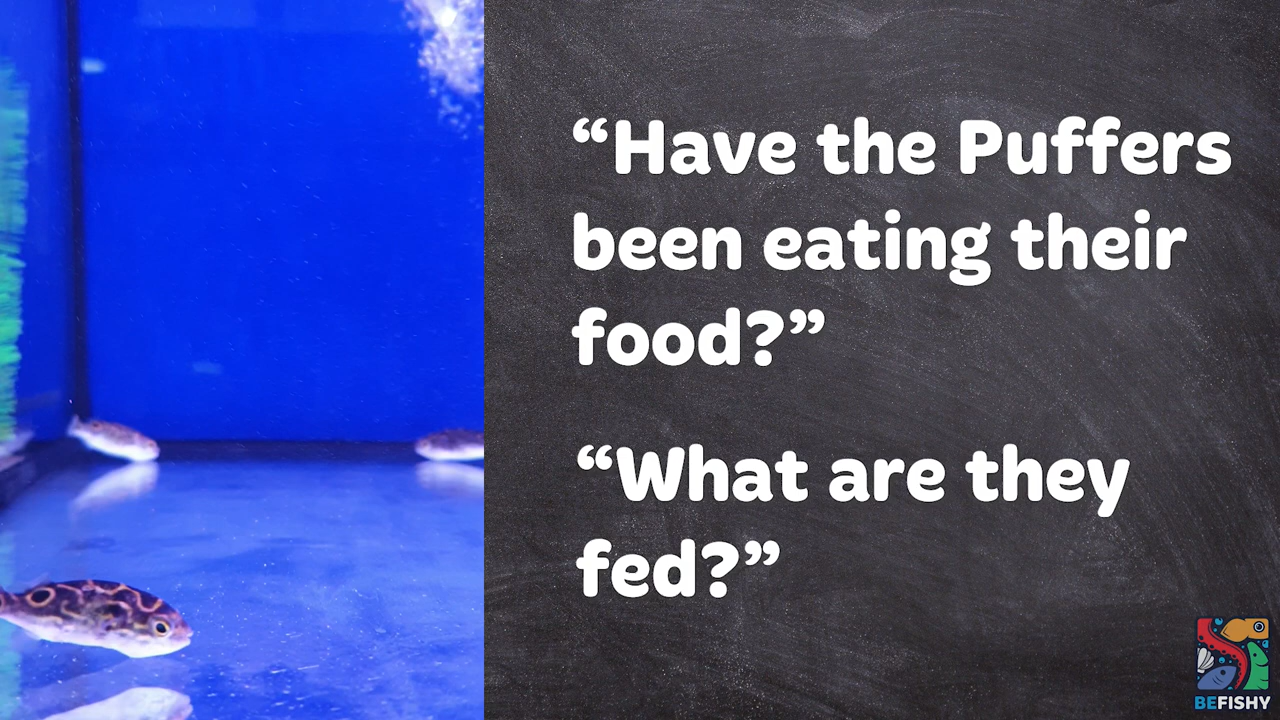 “Have the Puffers
been eating their
food?”
“What are they
fed?”
BEFISHY